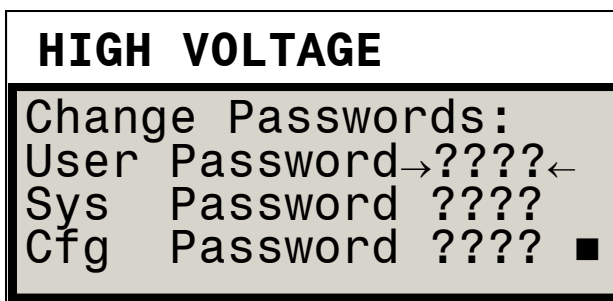 HIGH VOLTAGE
Change Passwords:
User Password→????←
Sys  Password ????
Cfg  Password ???? ■